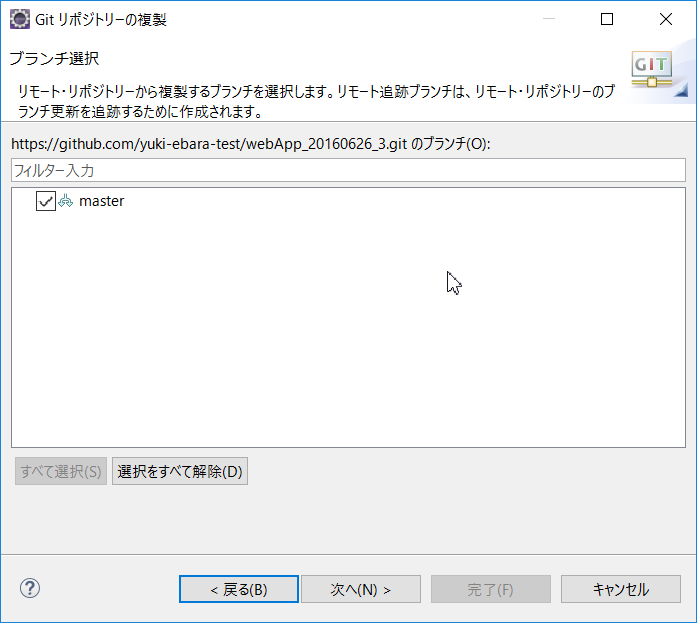 Git リポジトリーの複製
ブランチ選択
GIT
リモート・リポジトリーから複製するブランチを選択します。リモート追跡ブランチは、リモート・リポジトリーのブ
ランチ更新を追跡するために作成されます。
https://github.com/yuki-ebara-test/webApp_20160626_3.git のブランチ(O):
フィルター入力
master
すべて選択(S) 選択をすべて解除(D)
? < 戻る(B) 次へ(N) > 完了(F) キャンセル